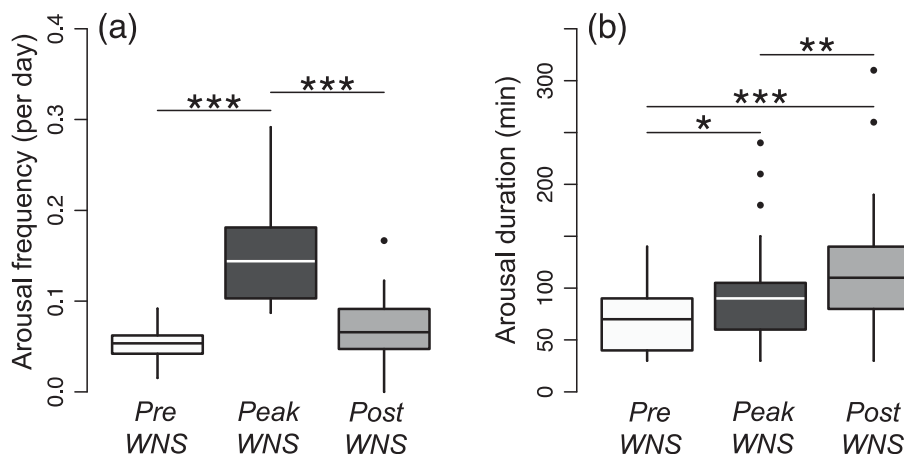 (a)
Arousal frequency (per day)
0.4
0.3
0.2
0.1
0.0
***
***
Pre
WNS
Peak
WNS
Post
WNS
(b)
Arousal duration (min)
300
200
100
50
0
**
***
*
Pre
WNS
Peak
WNS
Post
WNS